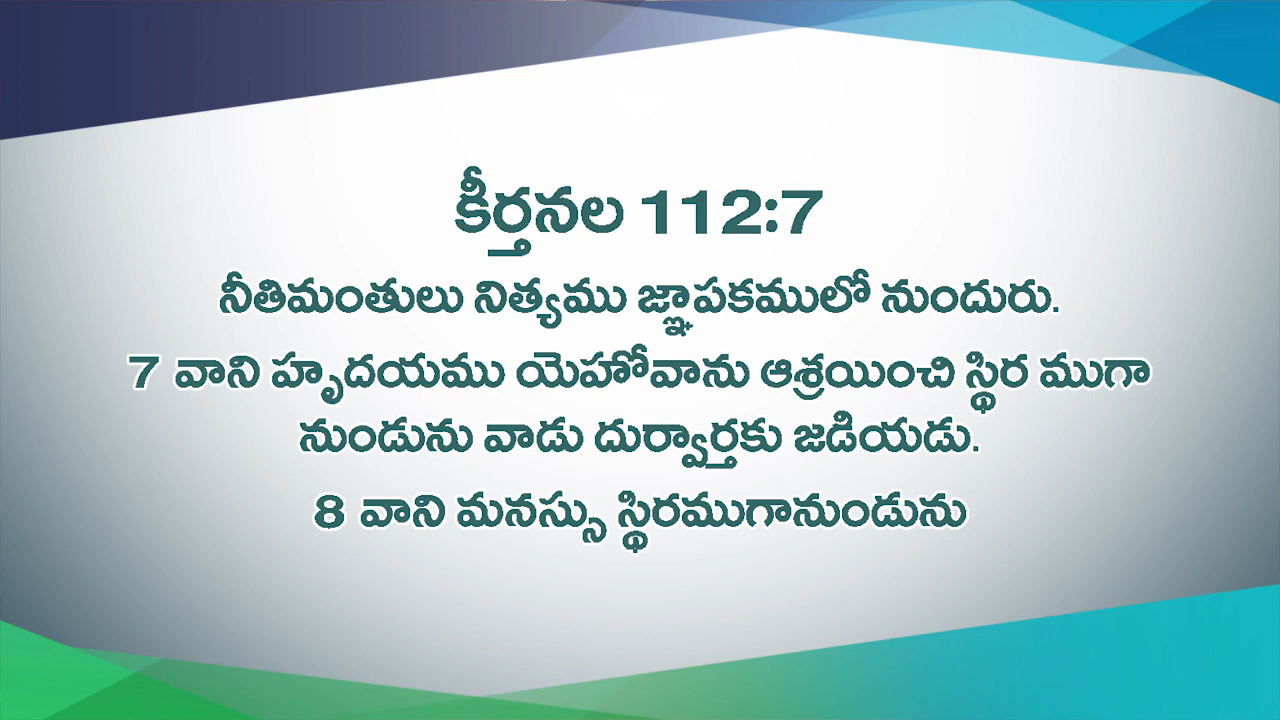 కీర్తనల 112:7
నీతిమంతులు నిత్యము జ్ఞాపకములో నుందురు.
7 వాని హృదయము యెహోవాను ఆశ్రయించి స్థిర ముగా
నుండును వాడు దుర్వార్తకు జడియడు.
8 వాని మనస్సు స్థిరముగానుండును